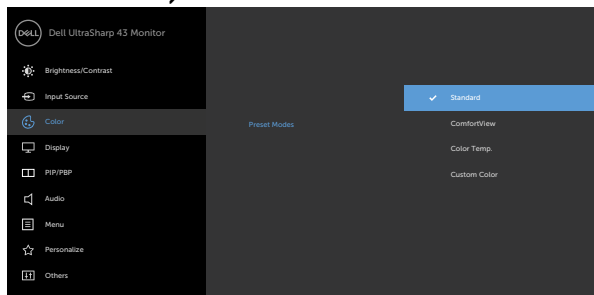 DELL
Dell UltraSharp 43 Monitor
Brightness/Contrast
Input Source
Standard
Color
Preset Modes
ComfortView
Display
Color Temp.
PIP/PBP
Custom Color
Audio
Menu
Personalize
Others